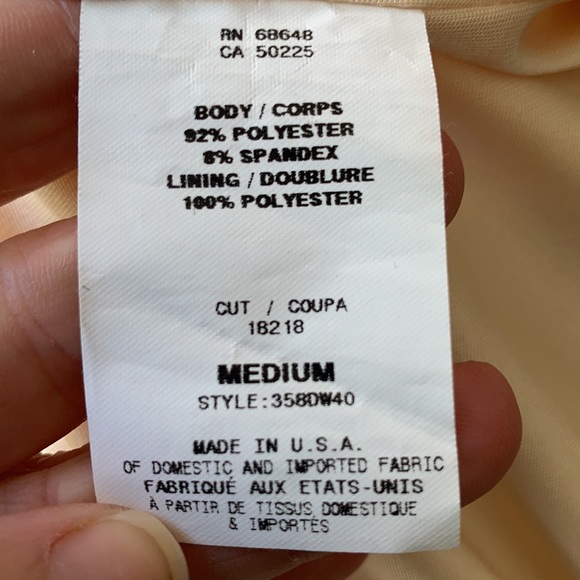 RN 68648
CA 50225
BODY / CORPS
92% POLYESTER
8% SPANDEX
LINING / DOUBLURE
100% POLYESTER
CUT / COUPA
18218
MEDIUM
STYLE:358DW40
MADE IN U.S.A.
OF DOMESTIC AND IMPORTED FABRIC
FABRIQUÉ AUX ETATS-UNIS
À PARTIR DE TISSUS DOMESTIQUE
& IMPORTÉS